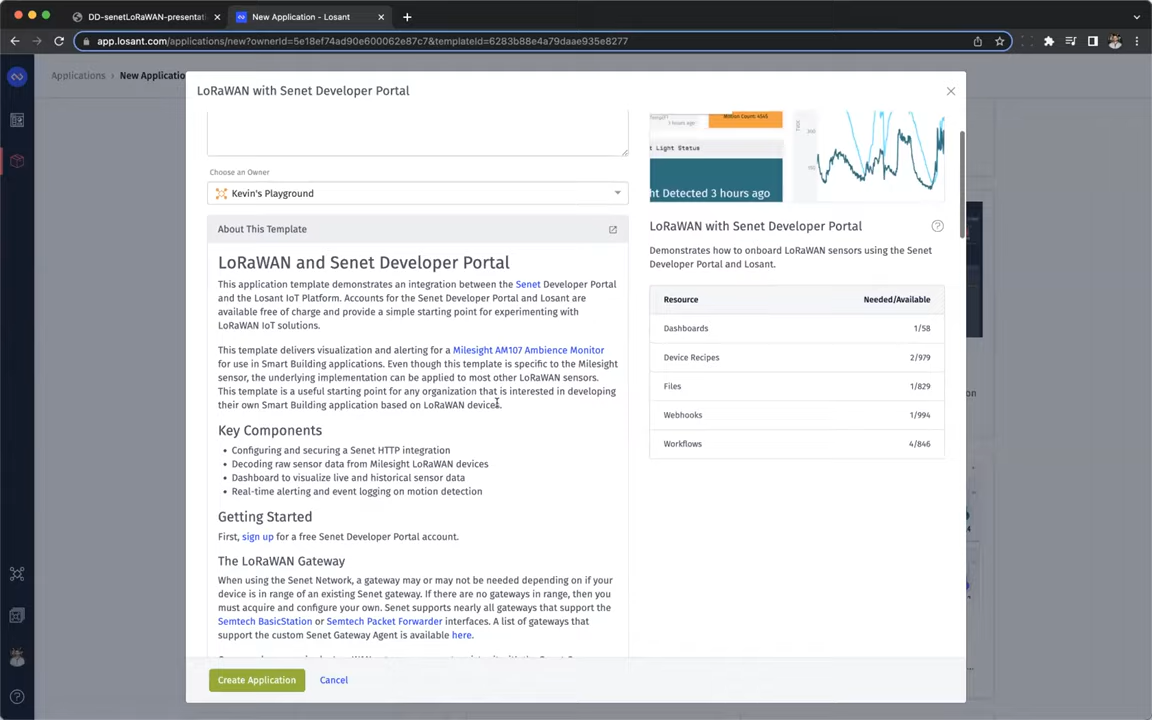 DD-senetLoRaWAN-presentati
New Application - Losant
app.losant.com/applications/new?ownerId=5e18ef74ad90e600062e87c7&templateId=6283b88e4a79daae935e8277
Applications › New Applicatio
LoRaWAN with Senet Developer Portal
3 hours ago
Motion Count: 4545
t Light Status
ht Detected 3 hours ago
Choose an Owner
Kevin's Playground
About This Template
LoRaWAN and Senet Developer Portal
This application template demonstrates an integration between the Senet Developer Portal
and the Losant IoT Platform. Accounts for the Senet Developer Portal and Losant are
available free of charge and provide a simple starting point for experimenting with
LoRaWAN IoT solutions.
This template delivers visualization and alerting for a Milesight AM107 Ambience Monitor
for use in Smart Building applications. Even though this template is specific to the Milesight
sensor, the underlying implementation can be applied to most other LoRaWAN sensors.
This template is a useful starting point for any organization that is interested in developing
their own Smart Building application based on LoRaWAN devices.
Key Components
• Configuring and securing a Senet HTTP integration
• Decoding raw sensor data from Milesight LoRaWAN devices
• Dashboard to visualize live and historical sensor data
• Real-time alerting and event logging on motion detection
Getting Started
First, sign up for a free Senet Developer Portal account.
The LoRaWAN Gateway
When using the Senet Network, a gateway may or may not be needed depending on if your
device is in range of an existing Senet gateway. If there are no gateways in range, then you
must acquire and configure your own. Senet supports nearly all gateways that support the
Semtech BasicStation or Semtech Packet Forwarder interfaces. A list of gateways that
support the custom Senet Gateway Agent is available here.
LoRaWAN with Senet Developer Portal
Demonstrates how to onboard LoRaWAN sensors using the Senet
Developer Portal and Losant.
Resource Needed/Available
Dashboards 1/58
Device Recipes 2/979
Files 1/829
Webhooks 1/994
Workflows 4/846
on
Create Application
Cancel